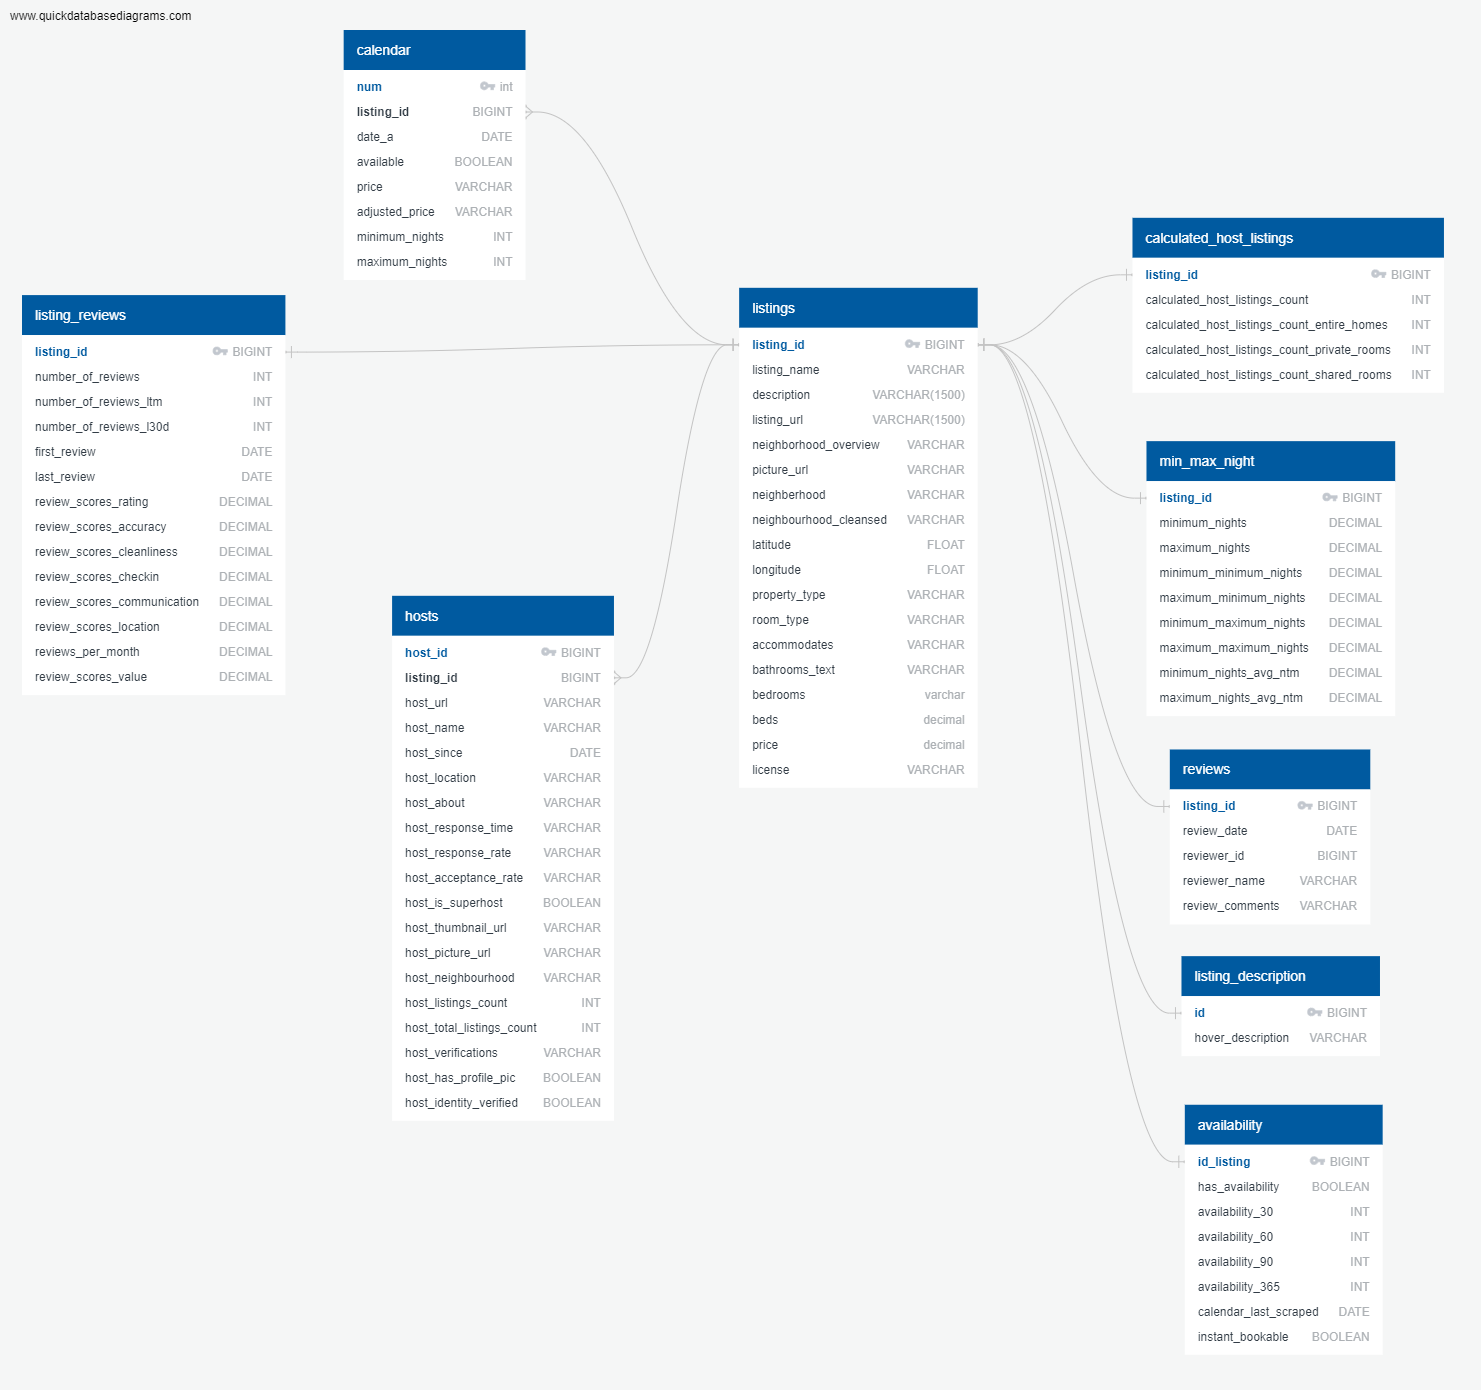 www.quickdatabasediagrams.com
calendar
num int
listing_id BIGINT
date_a DATE
available BOOLEAN
price VARCHAR
adjusted_price VARCHAR
minimum_nights INT
maximum_nights INT
listing_reviews
listing_id BIGINT
number_of_reviews INT
number_of_reviews_ltm INT
number_of_reviews_l30d INT
first_review DATE
last_review DATE
review_scores_rating DECIMAL
review_scores_accuracy DECIMAL
review_scores_cleanliness DECIMAL
review_scores_checkin DECIMAL
review_scores_communication DECIMAL
review_scores_location DECIMAL
reviews_per_month DECIMAL
review_scores_value DECIMAL
hosts
host_id BIGINT
listing_id BIGINT
host_url VARCHAR
host_name VARCHAR
host_since DATE
host_location VARCHAR
host_about VARCHAR
host_response_time VARCHAR
host_response_rate VARCHAR
host_acceptance_rate VARCHAR
host_is_superhost BOOLEAN
host_thumbnail_url VARCHAR
host_picture_url VARCHAR
host_neighbourhood VARCHAR
host_listings_count INT
host_total_listings_count INT
host_verifications VARCHAR
host_has_profile_pic BOOLEAN
host_identity_verified BOOLEAN
listings
listing_id BIGINT
listing_name VARCHAR
description VARCHAR(1500)
listing_url VARCHAR(1500)
neighborhood_overview VARCHAR
picture_url VARCHAR
neighberhood VARCHAR
neighbourhood_cleansed VARCHAR
latitude FLOAT
longitude FLOAT
property_type VARCHAR
room_type VARCHAR
accommodates VARCHAR
bathrooms_text VARCHAR
bedrooms varchar
beds decimal
price decimal
license VARCHAR
calculated_host_listings
listing_id BIGINT
calculated_host_listings_count INT
calculated_host_listings_count_entire_homes INT
calculated_host_listings_count_private_rooms INT
calculated_host_listings_count_shared_rooms INT
min_max_night
listing_id BIGINT
minimum_nights DECIMAL
maximum_nights DECIMAL
minimum_minimum_nights DECIMAL
maximum_minimum_nights DECIMAL
minimum_maximum_nights DECIMAL
maximum_maximum_nights DECIMAL
minimum_nights_avg_ntm DECIMAL
maximum_nights_avg_ntm DECIMAL
reviews
listing_id BIGINT
review_date DATE
reviewer_id BIGINT
reviewer_name VARCHAR
review_comments VARCHAR
listing_description
id BIGINT
hover_description VARCHAR
availability
id_listing BIGINT
has_availability BOOLEAN
availability_30 INT
availability_60 INT
availability_90 INT
availability_365 INT
calendar_last_scraped DATE
instant_bookable BOOLEAN